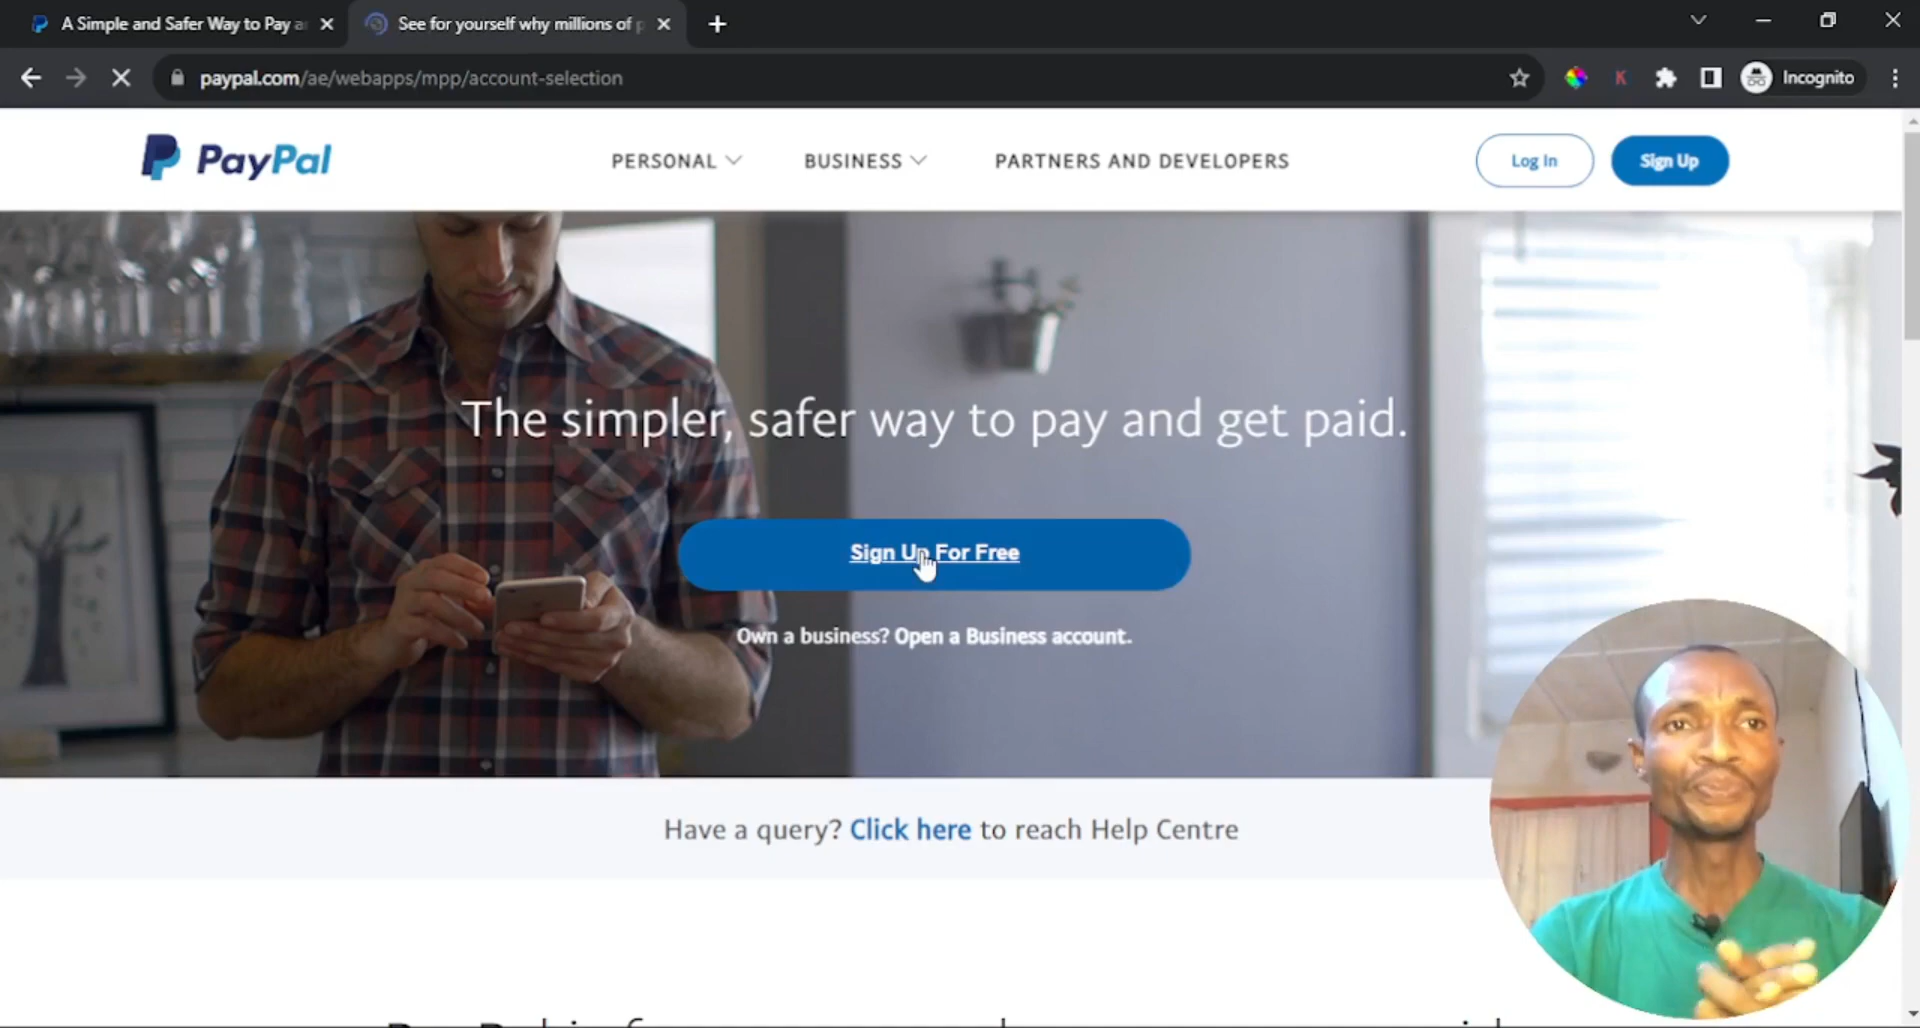 A Simple and Safer Way to Pay a
See for yourself why millions of p
paypal.com/ae/webapps/mpp/account-selection
K
Incognito
PayPal
PERSONAL
BUSINESS
PARTNERS AND DEVELOPERS
Log In
Sign Up
The simpler, safer way to pay and get paid.
Sign Up For Free
Own a business? Open a Business account.
Have a query? Click here to reach Help Centre